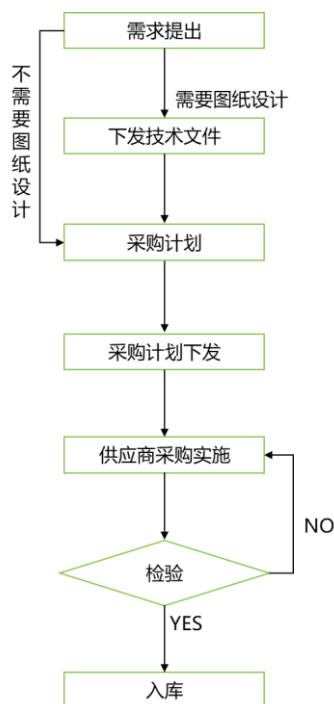 需求提出
不需要图纸设计
需要图纸设计
下发技术文件
采购计划
采购计划下发
供应商采购实施
NO
检验
YES
入库